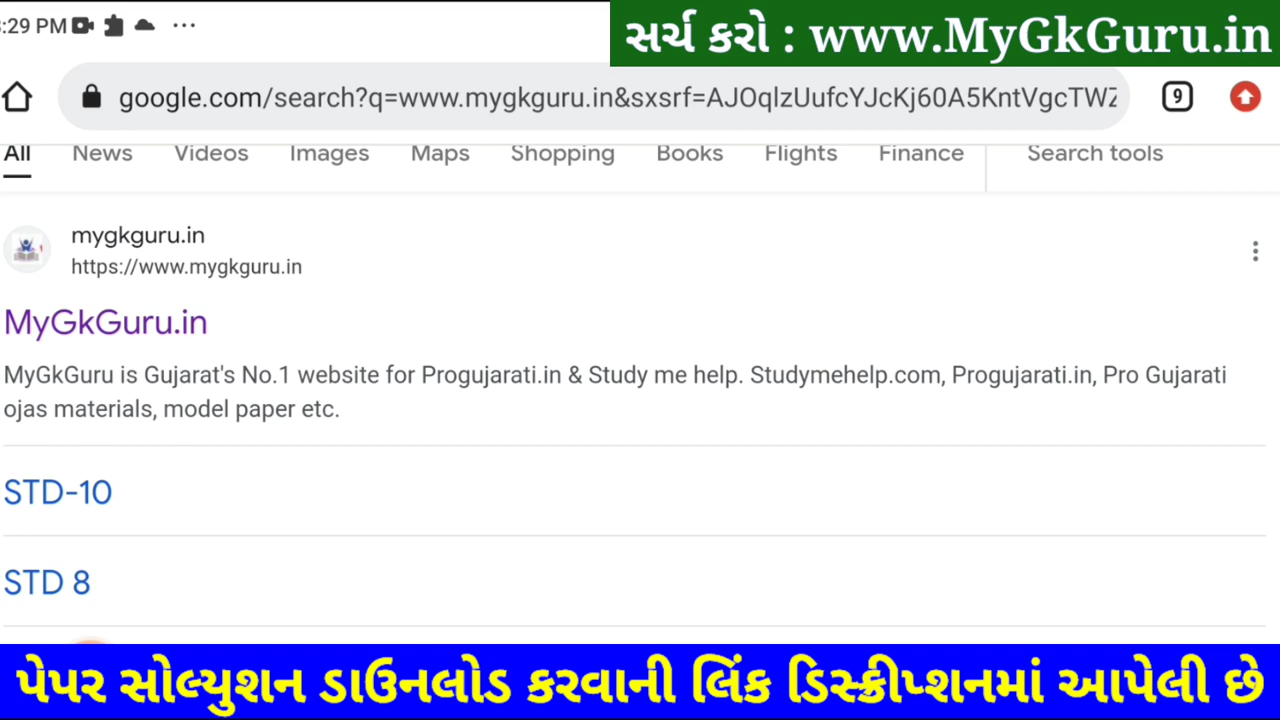 :29 PM
સર્ચ કરો : www.MyGkGuru.in
google.com/search?q=www.mygkguru.in&sxsrf=AJOqlzUufcYJcKj60A5KntVgcTWZ
9
All News Videos Images Maps Shopping Books Flights Finance Search tools
mygkguru.in
https://www.mygkguru.in
MyGkGuru.in
MyGkGuru is Gujarat's No.1 website for Progujarati.in & Study me help. Studymehelp.com, Progujarati.in, Pro Gujarati
ojas materials, model paper etc.
STD-10
STD 8
પેપર સોલ્યુશન ડાઉનલોડ કરવાની લિંક ડિસ્ક્રીપ્શનમાં આપેલી છે